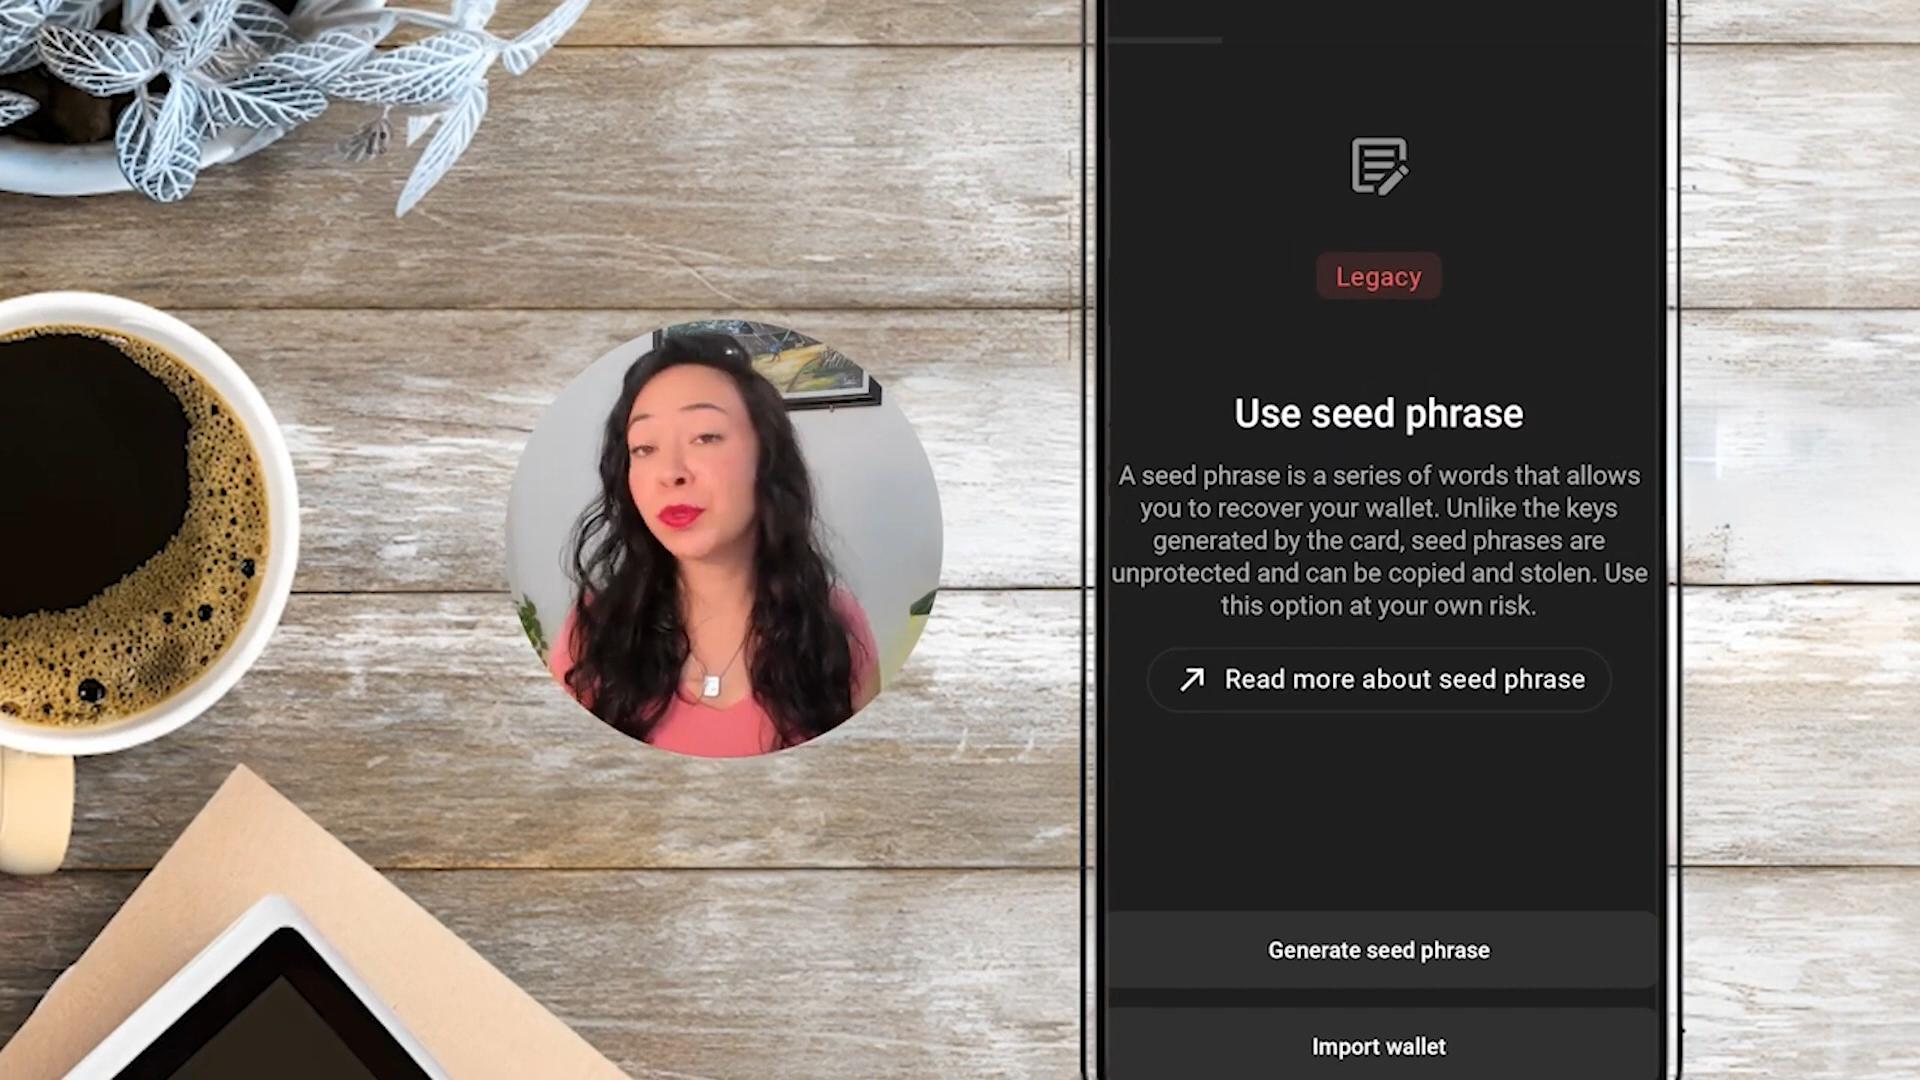 Legacy
Use seed phrase
A seed phrase is a series of words that allows
you to recover your wallet. Unlike the keys
generated by the card, seed phrases are
unprotected and can be copied and stolen. Use
this option at your own risk.
Read more about seed phrase
Generate seed phrase
Import wallet